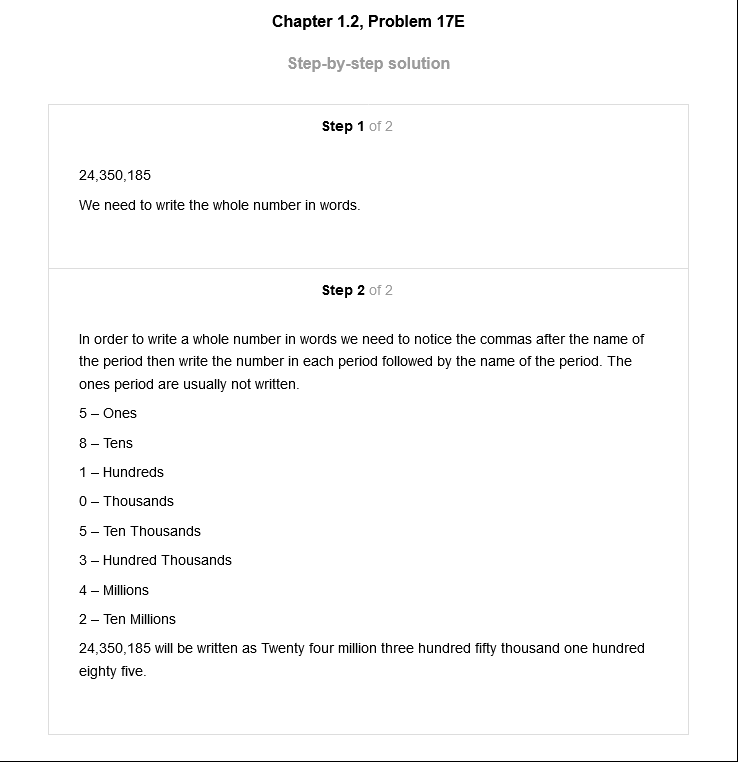 Chapter 1.2, Problem 17E
Step-by-step solution
Step 1 of 2
24,350,185
We need to write the whole number in words.
Step 2 of 2
In order to write a whole number in words we need to notice the commas after the name of
the period then write the number in each period followed by the name of the period. The
ones period are usually not written.
5 – Ones
8 – Tens
1 – Hundreds
0 – Thousands
5 – Ten Thousands
3 – Hundred Thousands
4 – Millions
2 – Ten Millions
24,350,185 will be written as Twenty four million three hundred fifty thousand one hundred
eighty five.